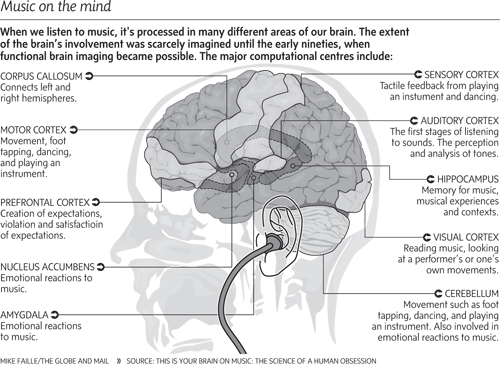 Music on the mind
When we listen to music, it's processed in many different areas of our brain. The extent
of the brain's involvement was scarcely imagined until the early nineties, when
functional brain imaging became possible. The major computational centres include:
CORPUS CALLOSUM
Connects left and
right hemispheres.
MOTOR CORTEX
Movement, foot
tapping, dancing,
and playing an
instrument.
PREFRONTAL CORTEX
Creation of expectations,
violation and satisfactioin
of expectations.
NUCLEUS ACCUMBENS
Emotional reactions to
music.
AMYGDALA
Emotional reactions
to music.
SENSORY CORTEX
Tactile feedback from playing
an instument and dancing.
AUDITORY CORTEX
The first stages of listening
to sounds. The perception
and analysis ot tones.
HIPPOCAMPUS
Memory for music,
musical experiences
and contexts.
VISUAL CORTEX
Reading music, looking
at a performer's or one's
own movements.
CEREBELLUM
Movement such as foot
tapping, dancing, and playing
an instrument. Also involved in
emotional reactions to music.
MIKE FAILLE/THE GLOBE AND MAIL » SOURCE: THIS IS YOUR BRAIN ON MUSIC: THE SCIENCE OF A HUMAN OBSESSION